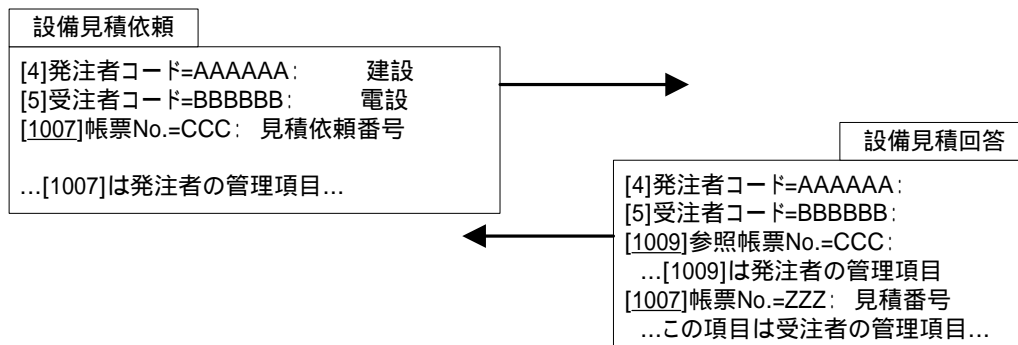 設備見積依頼
[4]発注者コード=AAAAAA: 建設
[5]受注者コード=BBBBBB: 電設
[1007]帳票No.=CCC: 見積依頼番号
…[1007]は発注者の管理項目…
設備見積回答
[4]発注者コード=AAAAAA:
[5]受注者コード=BBBBBB:
[1009]参照帳票No.=CCC:
…[1009]は発注者の管理項目
[1007]帳票No.=ZZZ: 見積番号
…この項目は受注者の管理項目…